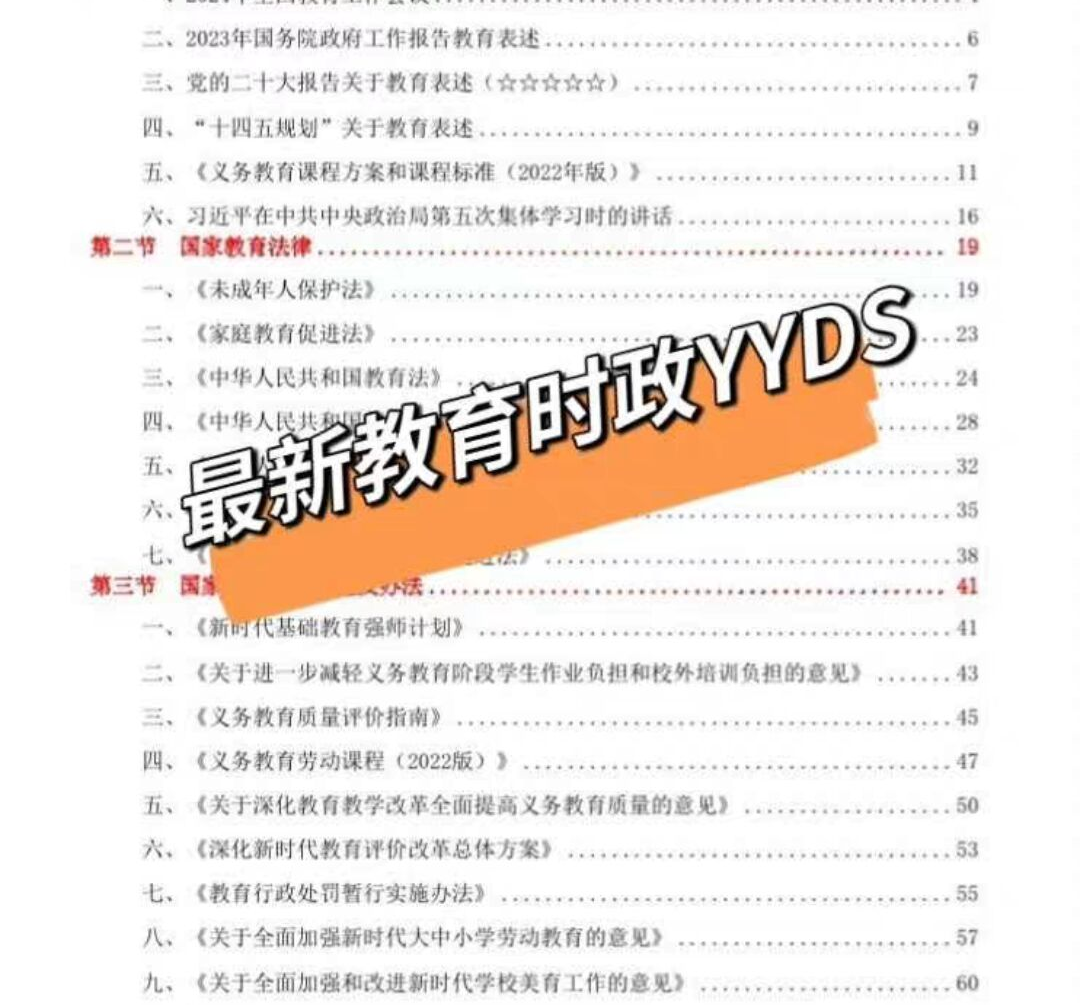 二、2023年国务院政府工作报告教育表述 6
三、党的二十大报告关于教育表述（☆☆☆☆☆） 7
四、“十四五规划”关于教育表述 9
五、《义务教育课程方案和课程标准（2022年版）》 11
六、习近平在中共中央政治局第五次集体学习时的讲话 16
第二节 国家教育法律 19
一、《未成年人保护法》 19
二、《家庭教育促进法》 23
三、《中华人民共和国教育法》 24
四、《中华人民共和国 28
五、 32
六、 35
七、《 38
最新教育时政YYDS
第三节 国家 办法 41
一、《新时代基础教育强师计划》 41
二、《关于进一步减轻义务教育阶段学生作业负担和校外培训负担的意见》 43
三、《义务教育质量评价指南》 45
四、《义务教育劳动课程（2022版）》 47
五、《关于深化教育教学改革全面提高义务教育质量的意见》 50
六、《深化新时代教育评价改革总体方案》 53
七、《教育行政处罚暂行实施办法》 55
八、《关于全面加强新时代大中小学劳动教育的意见》 57
九、《关于全面加强和改进新时代学校美育工作的意见》 60